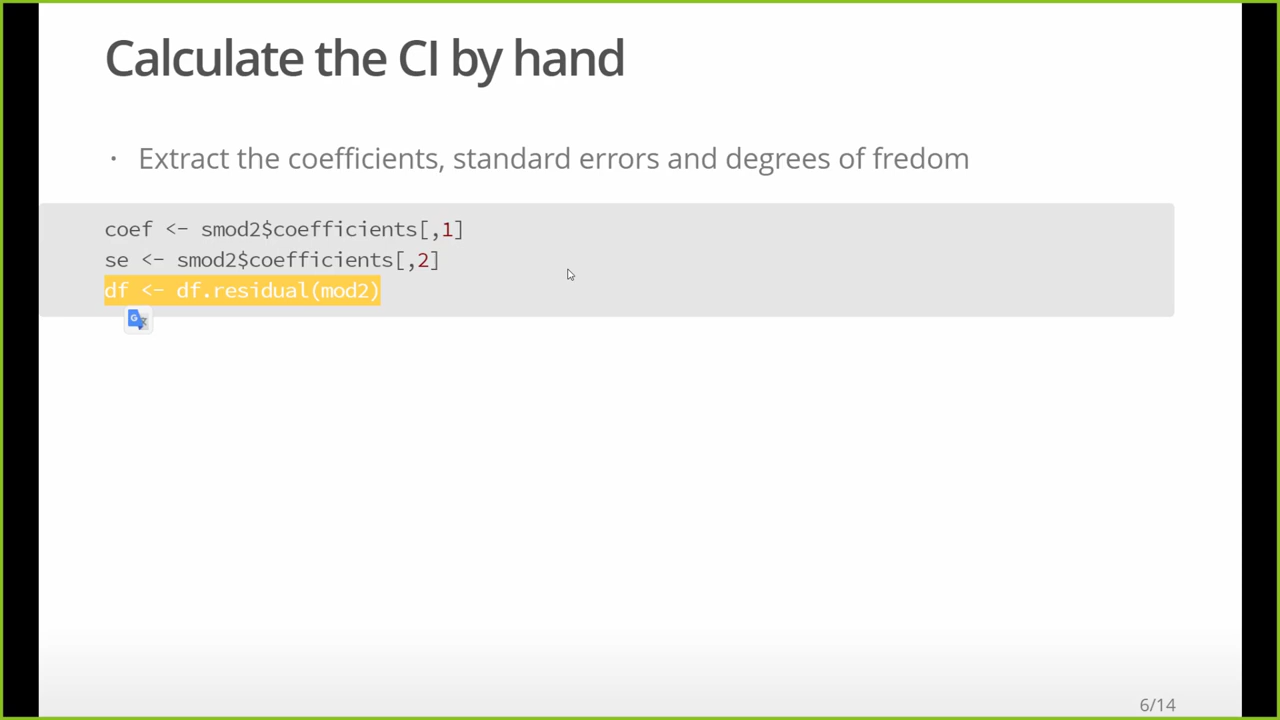 Calculate the CI by hand
· Extract the coefficients, standard errors and degrees of fredom
coef <- smod2$coefficients[,1]
se <- smod2$coefficients[,2]
df <- df.residual(mod2)
G
6/14